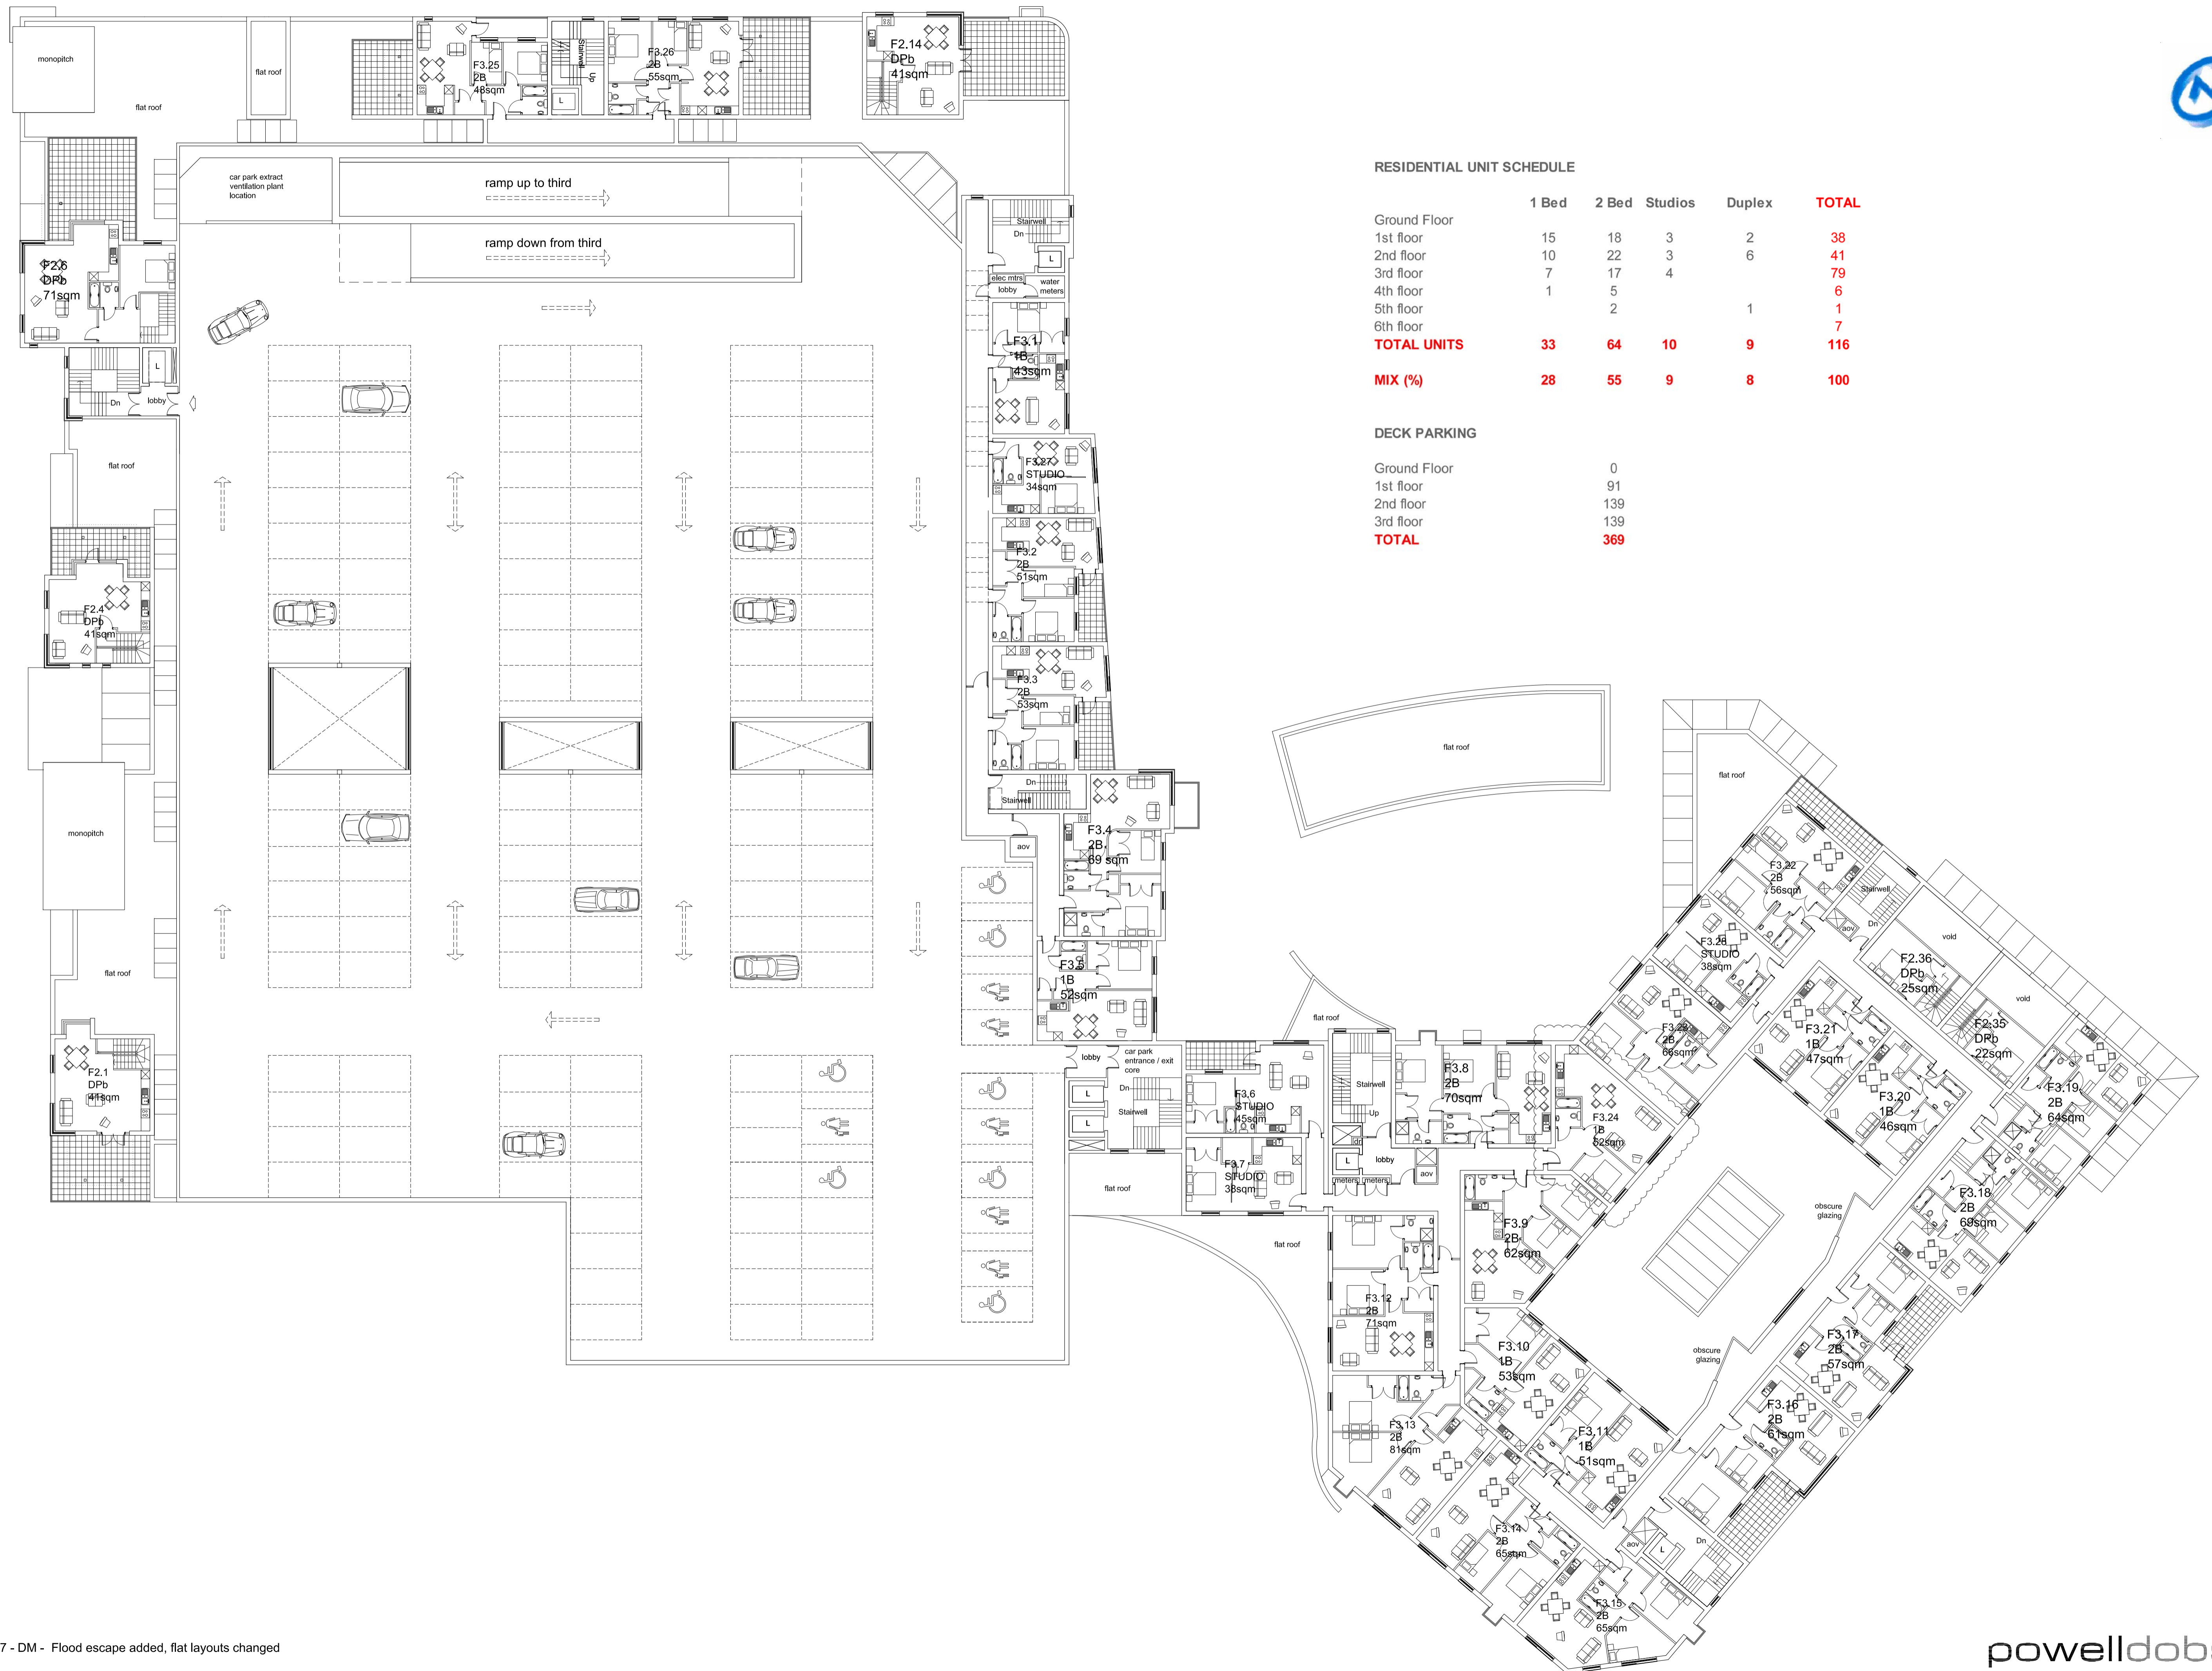 monopitch
flat roof
flat roof
F3.25
2B
48sqm
Stairwell
Up
L
F3.26
2B
55sqm
F2.14
DPb
41sqm
car park extract
ventilation plant
location
ramp up to third
ramp down from third
F2.6
DPb
71sqm
L
Dn
lobby
flat roof
F2.4
DPb
41sqm
monopitch
flat roof
F2.1
DPb
41sqm
Stairwell
Dn
L
elec mtrs
lobby
water
meters
F3.1
1B
43sqm
F3.27
STUDIO
34sqm
F3.2
2B
51sqm
F3.3
2B
53sqm
Dn
Stairwell
aov
F3.4
2B
69 sqm
F3.5
1B
52sqm
lobby
car park
entrance / exit
core
Dn
L
Stairwell
L
flat roof
RESIDENTIAL UNIT SCHEDULE
1 Bed 2 Bed Studios Duplex TOTAL
Ground Floor
1st floor 15 18 3 2 38
2nd floor 10 22 3 6 41
3rd floor 7 17 4 79
4th floor 1 5 6
5th floor 2 1 1
6th floor 7
TOTAL UNITS 33 64 10 9 116
MIX (%) 28 55 9 8 100
DECK PARKING
Ground Floor 0
1st floor 91
2nd floor 139
3rd floor 139
TOTAL 369
flat roof
flat roof
flat roof
F3.6
STUDIO
45sqm
F3.7
STUDIO
33sqm
Stairwell
Up
dn
L
lobby
aov
meters meters
flat roof
F3.8
2B
70sqm
F3.24
1B
52sqm
F3.9
2B
62sqm
F3.10
1B
53sqm
F3.11
1B
51sqm
F3.12
2B
71sqm
F3.13
2B
81sqm
F3.14
2B
65sqm
F3.15
2B
65sqm
aov
L
Dn
F3.16
2B
61sqm
F3.17
2B
57sqm
F3.18
2B
69sqm
F3.19
2B
64sqm
F3.20
1B
46sqm
F3.21
1B
47sqm
F3.22
2B
56sqm
Stairwell
aov
Dn
STUDIO
38sqm
2B
66sqm
void
F2.36
DPb
25sqm
void
F2.35
DPb
22sqm
obscure
glazing
obscure
glazing
7 - DM - Flood escape added, flat layouts changed
powelldob